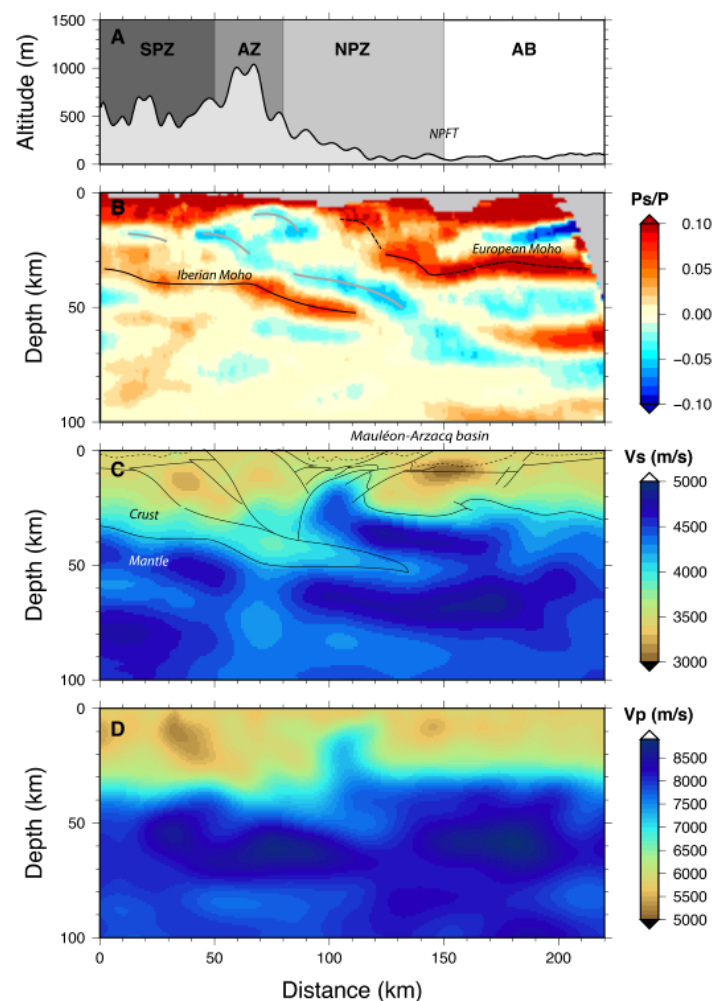 A
SPZ
AZ
NPZ
AB
NPFT
1500
1000
500
0
Altitude (m)
B
Iberian Moho
European Moho
0
50
100
Depth (km)
Ps/P
0.10
0.05
0.00
−0.05
−0.10
Mauléon-Arzacq basin
C
Crust
Mantle
0
50
100
Depth (km)
Vs (m/s)
5000
4500
4000
3500
3000
D
0
50
100
Depth (km)
Vp (m/s)
8500
8000
7500
7000
6500
6000
5500
5000
0
50
100
150
200
Distance (km)